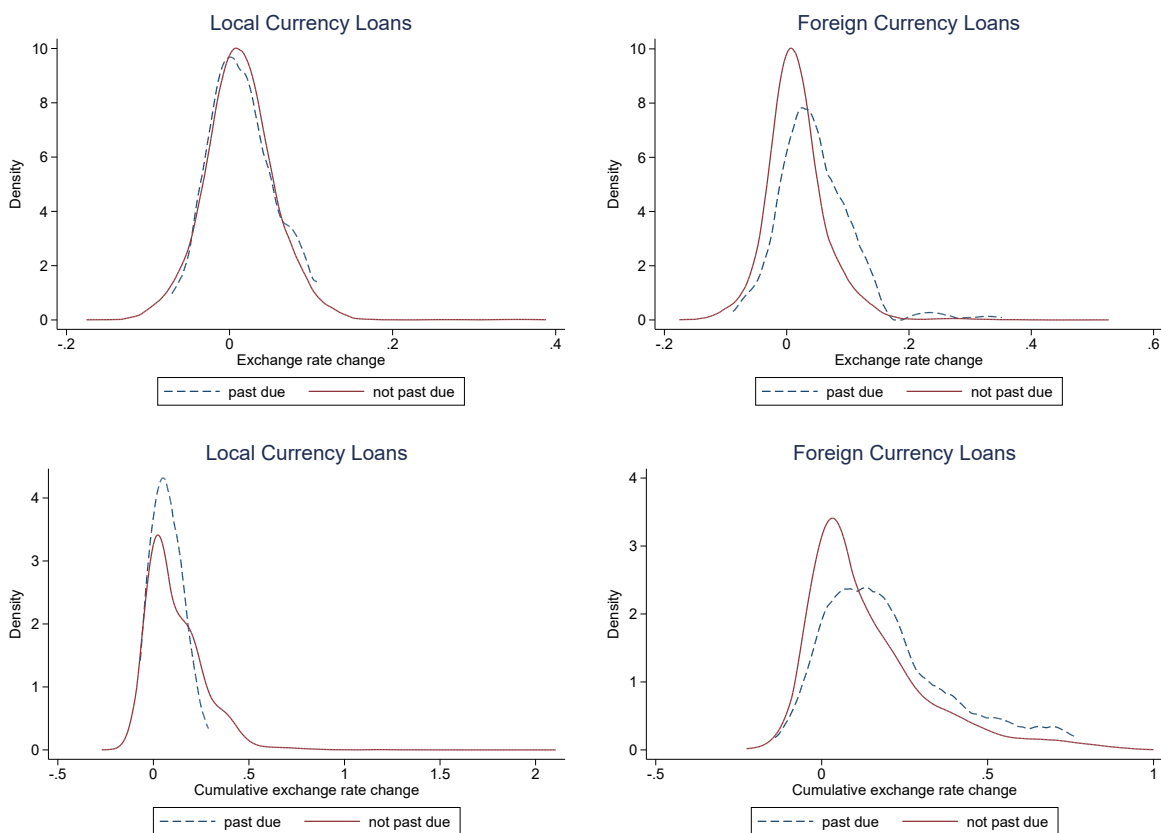 Local Currency Loans
10
8
6
4
2
0
Density
-.2
0
.2
.4
Exchange rate change
past due
not past due
Foreign Currency Loans
10
8
6
4
2
0
Density
-.2
0
.2
.4
.6
Exchange rate change
past due
not past due
Local Currency Loans
4
3
2
1
0
Density
-.5
0
.5
1
1.5
2
Cumulative exchange rate change
past due
not past due
Foreign Currency Loans
4
3
2
1
0
Density
-.5
0
.5
1
Cumulative exchange rate change
past due
not past due